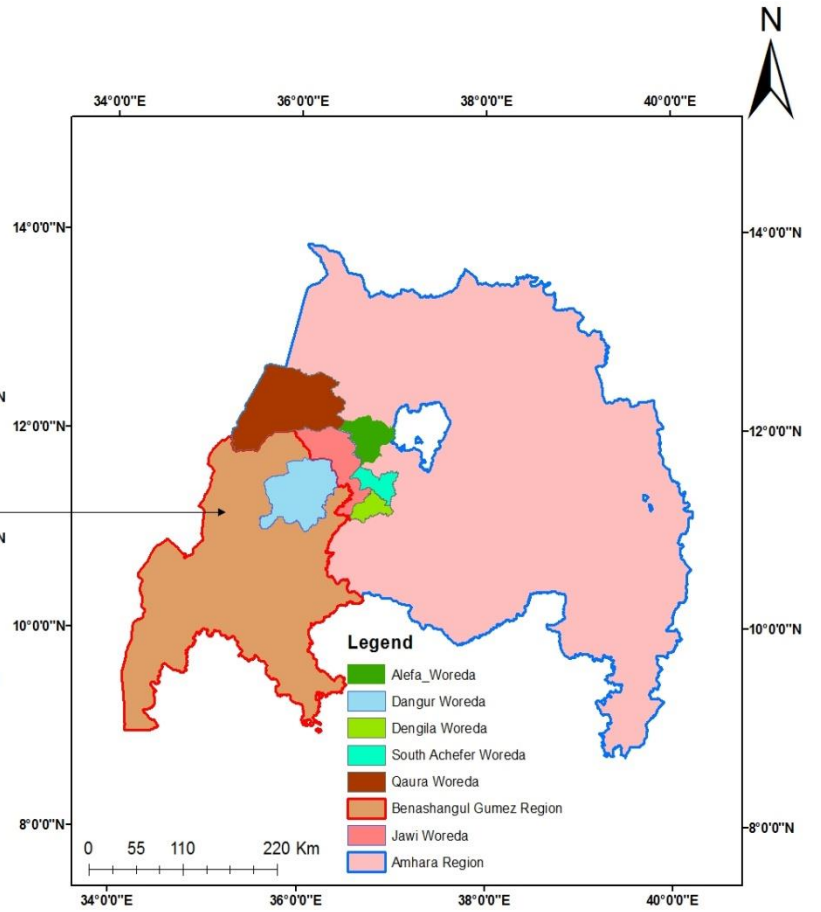 N
34°0'0"E 36°0'0"E 38°0'0"E 40°0'0"E
14°0'0"N 14°0'0"N
N
12°0'0"N 12°0'0"N
N
10°0'0"N 10°0'0"N
Legend
Alefa_Woreda
Dangur Woreda
Dengila Woreda
South Achefer Woreda
Qaura Woreda
Benashangul Gumez Region
Jawi Woreda
Amhara Region
8°0'0"N 8°0'0"N
0 55 110 220 Km
34°0'0"E 36°0'0"E 38°0'0"E 40°0'0"E